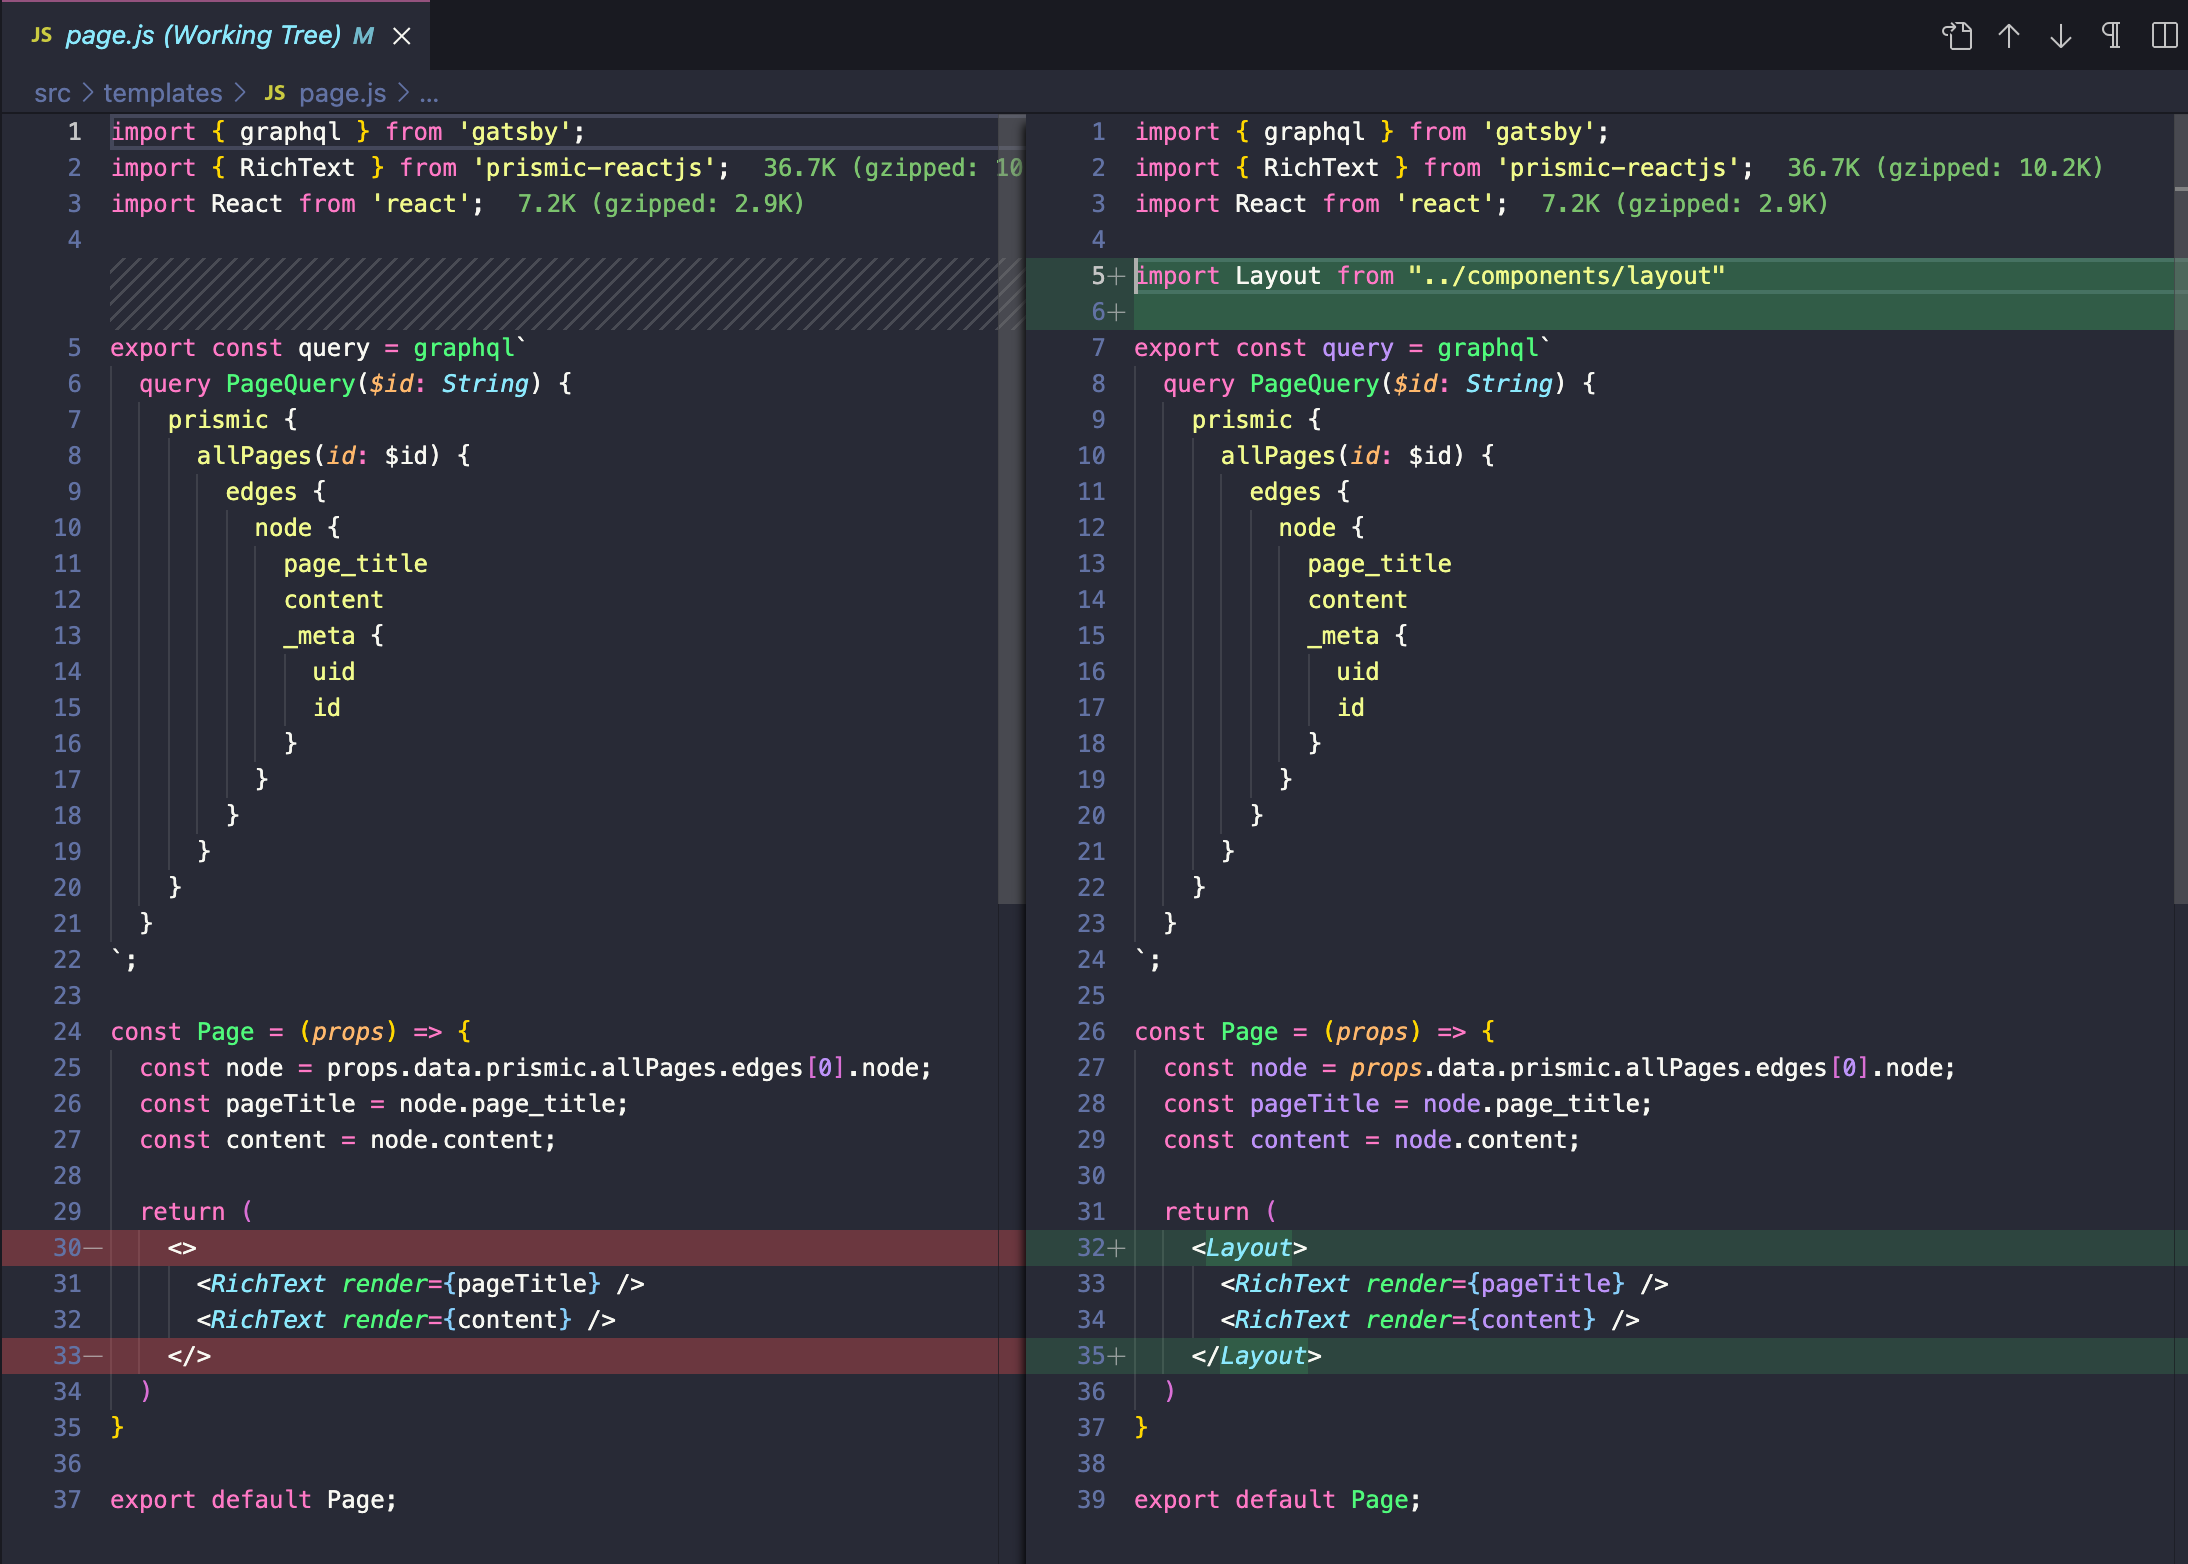 JS page.js (Working Tree) M
src > templates > JS page.js > ...
1 import { graphql } from 'gatsby';
2 import { RichText } from 'prismic-reactjs'; 36.7K (gzipped: 10
3 import React from 'react'; 7.2K (gzipped: 2.9K)
4
5 export const query = graphql`
6 query PageQuery($id: String) {
7 prismic {
8 allPages(id: $id) {
9 edges {
10 node {
11 page_title
12 content
13 _meta {
14 uid
15 id
16 }
17 }
18 }
19 }
20 }
21 }
22 `;
23
24 const Page = (props) => {
25 const node = props.data.prismic.allPages.edges[0].node;
26 const pageTitle = node.page_title;
27 const content = node.content;
28
29 return (
30— <>
31 <RichText render={pageTitle} />
32 <RichText render={content} />
33— </>
34 )
35 }
36
37 export default Page;
1 import { graphql } from 'gatsby';
2 import { RichText } from 'prismic-reactjs'; 36.7K (gzipped: 10.2K)
3 import React from 'react'; 7.2K (gzipped: 2.9K)
4
5+ import Layout from "../components/layout"
6+
7 export const query = graphql`
8 query PageQuery($id: String) {
9 prismic {
10 allPages(id: $id) {
11 edges {
12 node {
13 page_title
14 content
15 _meta {
16 uid
17 id
18 }
19 }
20 }
21 }
22 }
23 }
24 `;
25
26 const Page = (props) => {
27 const node = props.data.prismic.allPages.edges[0].node;
28 const pageTitle = node.page_title;
29 const content = node.content;
30
31 return (
32+ <Layout>
33 <RichText render={pageTitle} />
34 <RichText render={content} />
35+ </Layout>
36 )
37 }
38
39 export default Page;